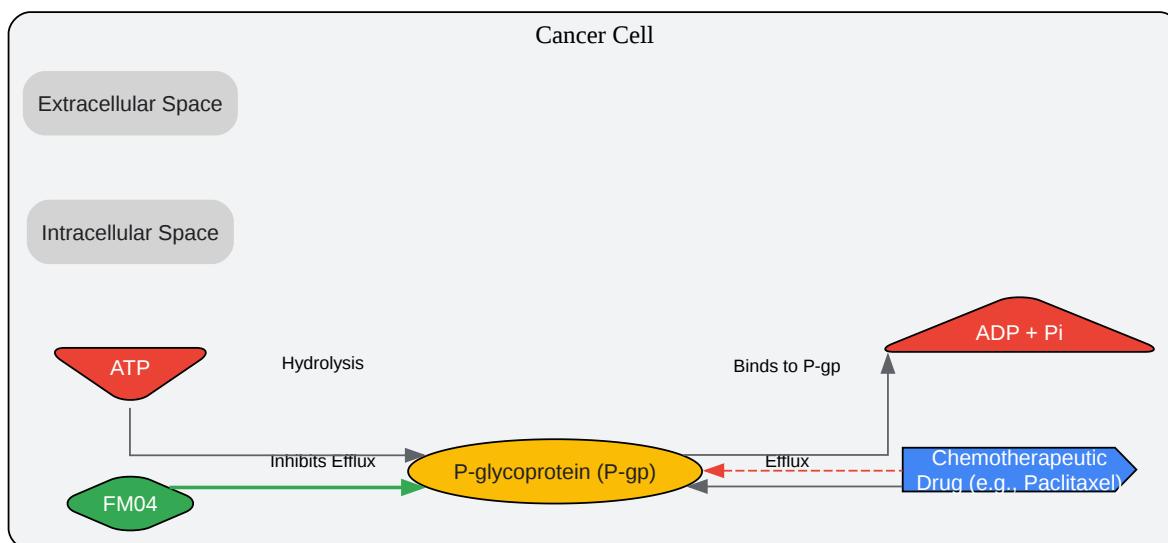 Cancer Cell
Extracellular Space
Intracellular Space
ADP + Pi
ATP
Hydrolysis
Binds to P-gp
Inhibits Efflux
P-glycoprotein (P-gp)
Efflux
Chemotherapeutic
Drug (e.g., Paclitaxel)
FM04